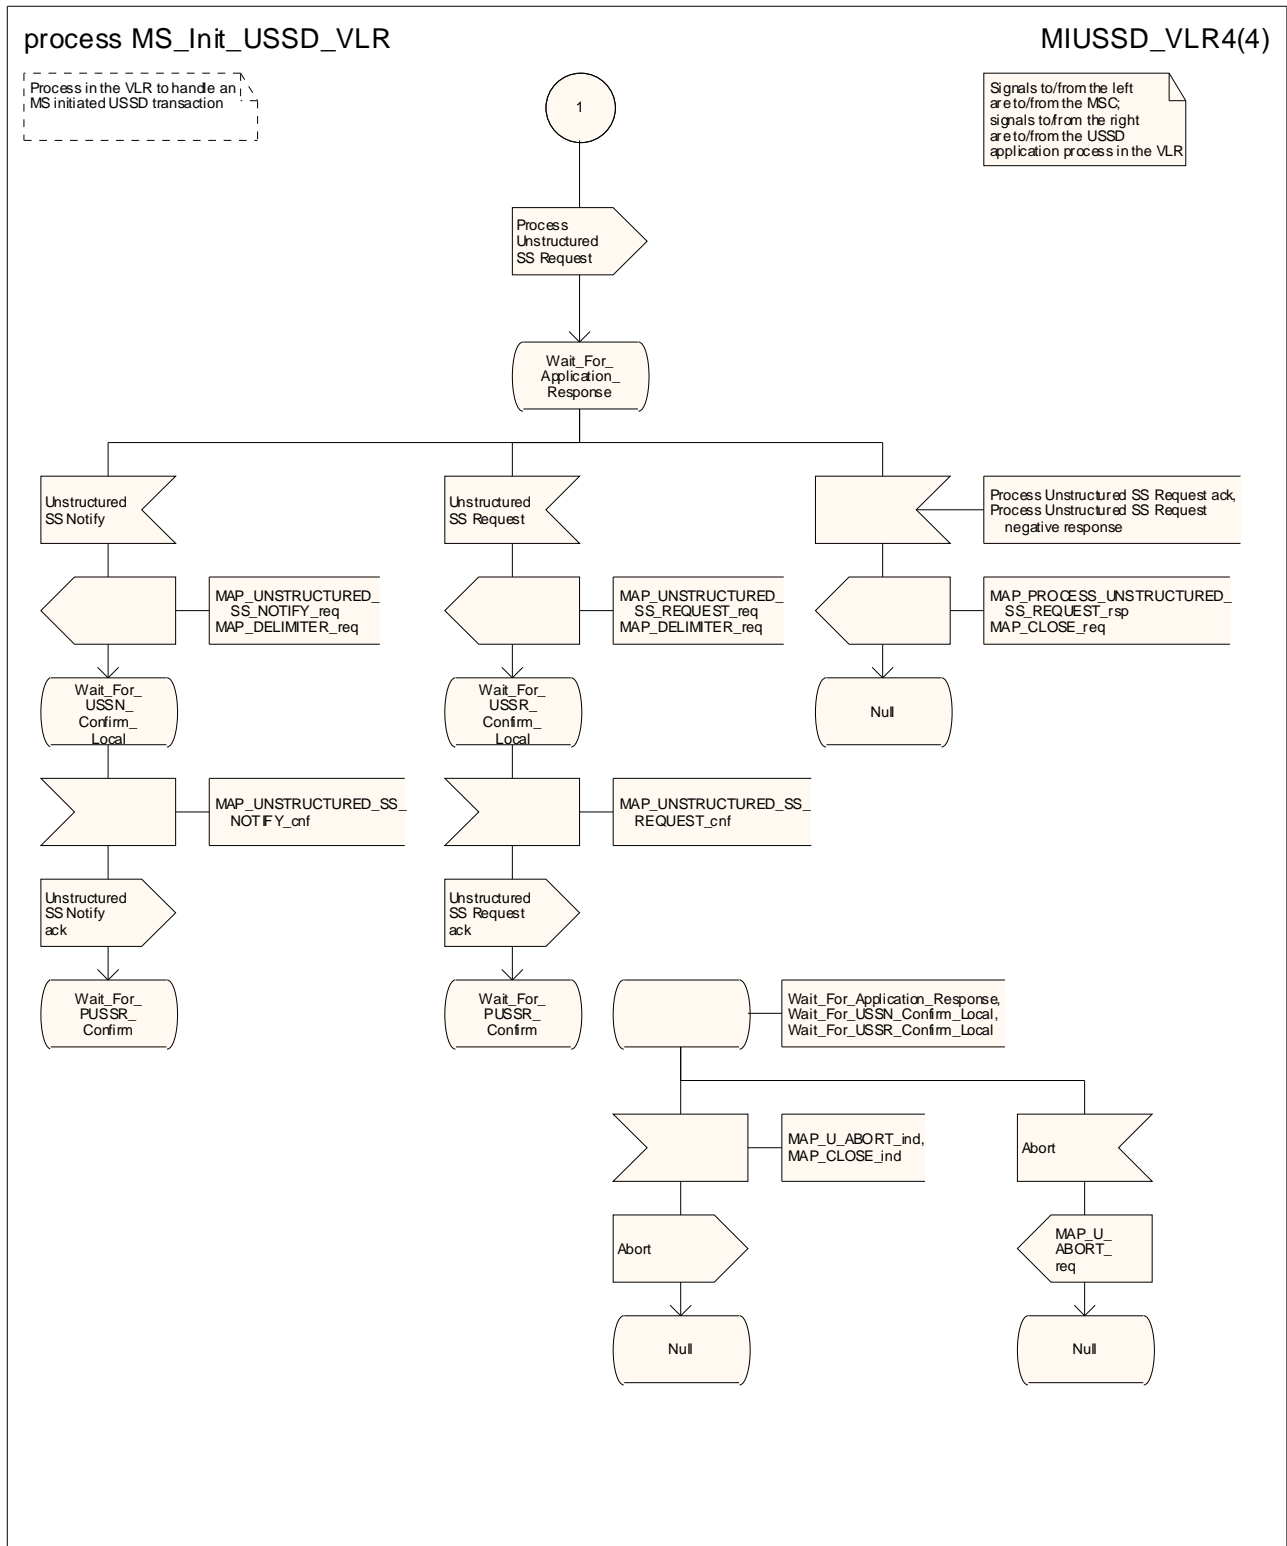 process MS_Init_USSD_VLR
MIUSSD_VLR4(4)
Process in the VLR to handle an
MS initiated USSD transaction
1
Signals to/from the left
are to/from the MSC;
signals to/from the right
are to/from the USSD
application process in the VLR
Process
Unstructured
SS Request
Wait_For_
Application_
Response
Unstructured
SS Notify
Unstructured
SS Request
Process Unstructured SS Request ack,
Process Unstructured SS Request
negative response
MAP_UNSTRUCTURED_
SS_NOTIFY_req
MAP_DELIMITER_req
MAP_UNSTRUCTURED_
SS_REQUEST_req
MAP_DELIMITER_req
MAP_PROCESS_UNSTRUCTURED_
SS_REQUEST_rsp
MAP_CLOSE_req
Wait_For_
USSN_
Confirm_
Local
Wait_For_
USSR_
Confirm_
Local
Null
MAP_UNSTRUCTURED_SS_
NOTIFY_cnf
MAP_UNSTRUCTURED_SS_
REQUEST_cnf
Unstructured
SS Notify
ack
Unstructured
SS Request
ack
Wait_For_
PUSSR_
Confirm
Wait_For_
PUSSR_
Confirm
Wait_For_Application_Response,
Wait_For_USSN_Confirm_Local,
Wait_For_USSR_Confirm_Local
MAP_U_ABORT_ind,
MAP_CLOSE_ind
Abort
Abort
MAP_U_
ABORT_
req
Null
Null